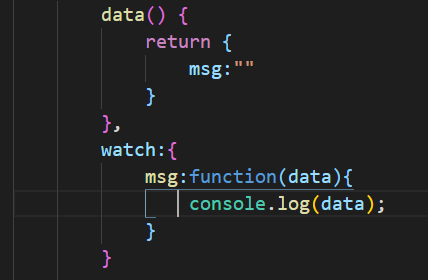 data() {
return {
msg:""
}
},
watch:{
msg:function(data){
console.log(data);
}
}